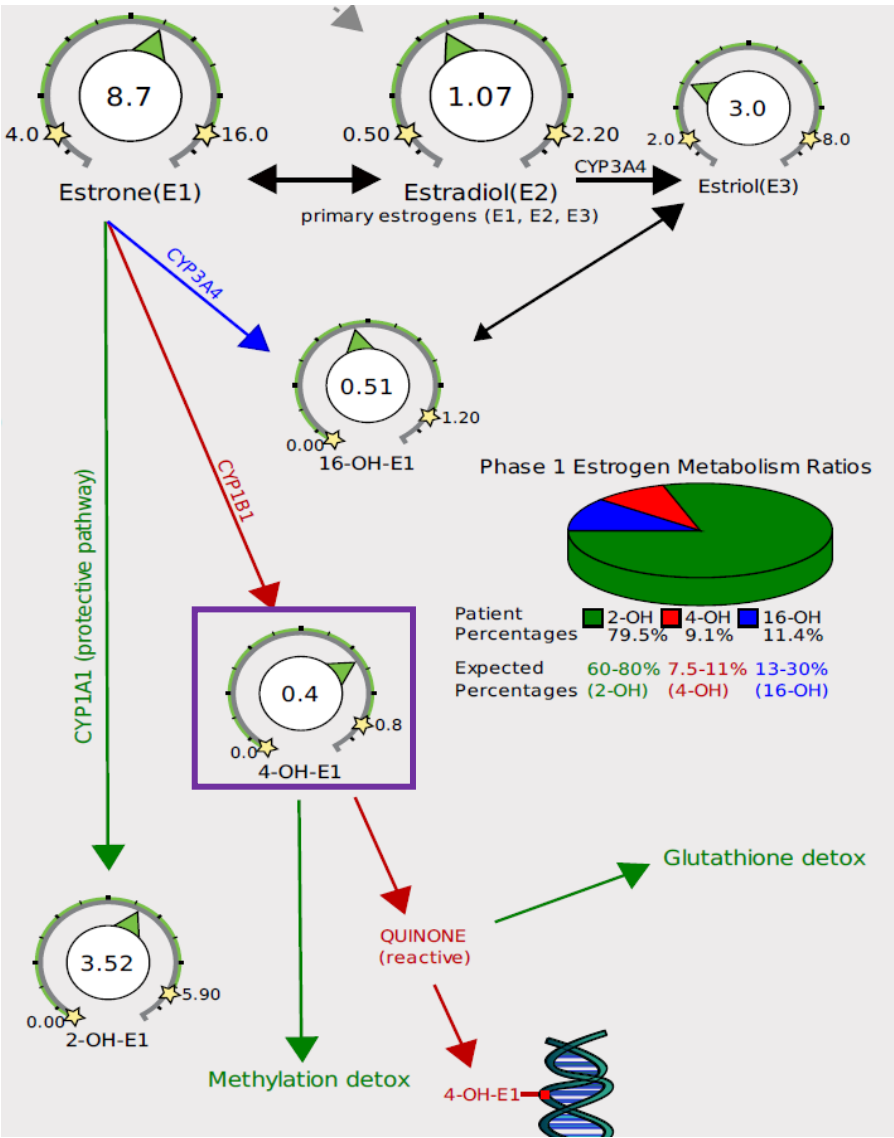 8.7
4.0
16.0
Estrone(E1)
1.07
0.50
2.20
Estradiol(E2)
CYP3A4
3.0
2.0
8.0
Estriol(E3)
primary estrogens (E1, E2, E3)
CYP3A4
0.51
0.00
1.20
16-OH-E1
CYP1B1
CYP1A1 (protective pathway)
Phase 1 Estrogen Metabolism Ratios
Patient 2-OH 4-OH 16-OH
Percentages 79.5% 9.1% 11.4%
Expected 60-80% 7.5-11% 13-30%
Percentages (2-OH) (4-OH) (16-OH)
0.4
0.0
0.8
4-OH-E1
Glutathione detox
QUINONE
(reactive)
3.52
0.00
5.90
2-OH-E1
Methylation detox
4-OH-E1